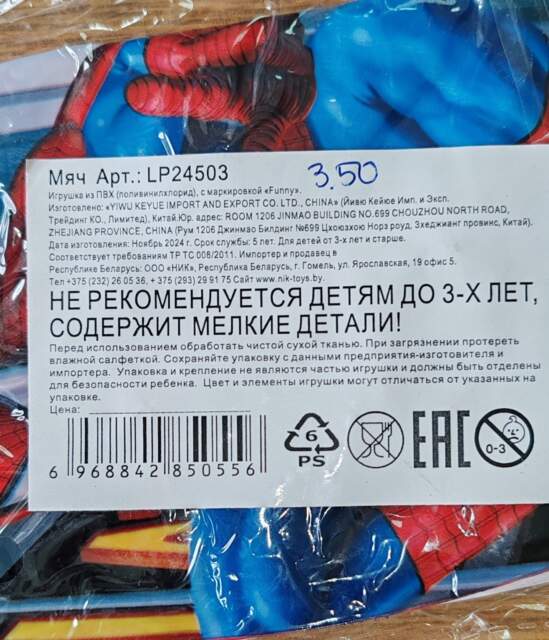 Мяч Арт.: LP24503 3.50
Игрушка из ПВХ (поливинилхлорид), с маркировкой «Funny».
Изготовлено: «YIWU KEYUE IMPORT AND EXPORT CO. LTD., CHINA» (Йивю Кейюе Имп. и Эксп.
Трейдинг КО., Лимитед), Китай.Юр. адрес: ROOM 1206 JINMAO BUILDING NO.699 CHOUZHOU NORTH ROAD,
ZHEJIANG PROVINCE, CHINA (Рум 1206 Джинмао Билдинг №699 Цхоюзхою Норз роуд, Зхеджианг провинс, Китай).
Дата изготовления: Ноябрь 2024 г. Срок службы: 5 лет. Для детей от 3-х лет и старше.
Соответствует требованиям ТР ТС 008/2011. Импортер и продавец в
Республике Беларусь: ООО «НИК», Республика Беларусь, г. Гомель, ул. Ярославская, 19 офис 5.
Тел +375 (232) 26 05 36, + 375 (293) 29 91 75 Сайт www.nik-toys.by.
НЕ РЕКОМЕНДУЕТСЯ ДЕТЯМ ДО 3-Х ЛЕТ,
СОДЕРЖИТ МЕЛКИЕ ДЕТАЛИ!
Перед использованием обработать чистой сухой тканью. При загрязнении протереть
влажной салфеткой. Сохраняйте упаковку с данными предприятия-изготовителя и
импортера. Упаковка и крепление не являются частью игрушки и должны быть отделены
для безопасности ребенка. Цвет и элементы игрушки могут отличаться от указанных на
упаковке.
Цена:
6 968842 850556
6
PS
EAC
0-3